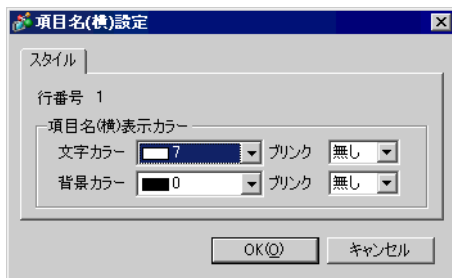 項目名(横)設定
スタイル
行番号 1
項目名(横)表示カラー
文字カラー 7 ブリンク 無し
背景カラー 0 ブリンク 無し
OK(O) キャンセル